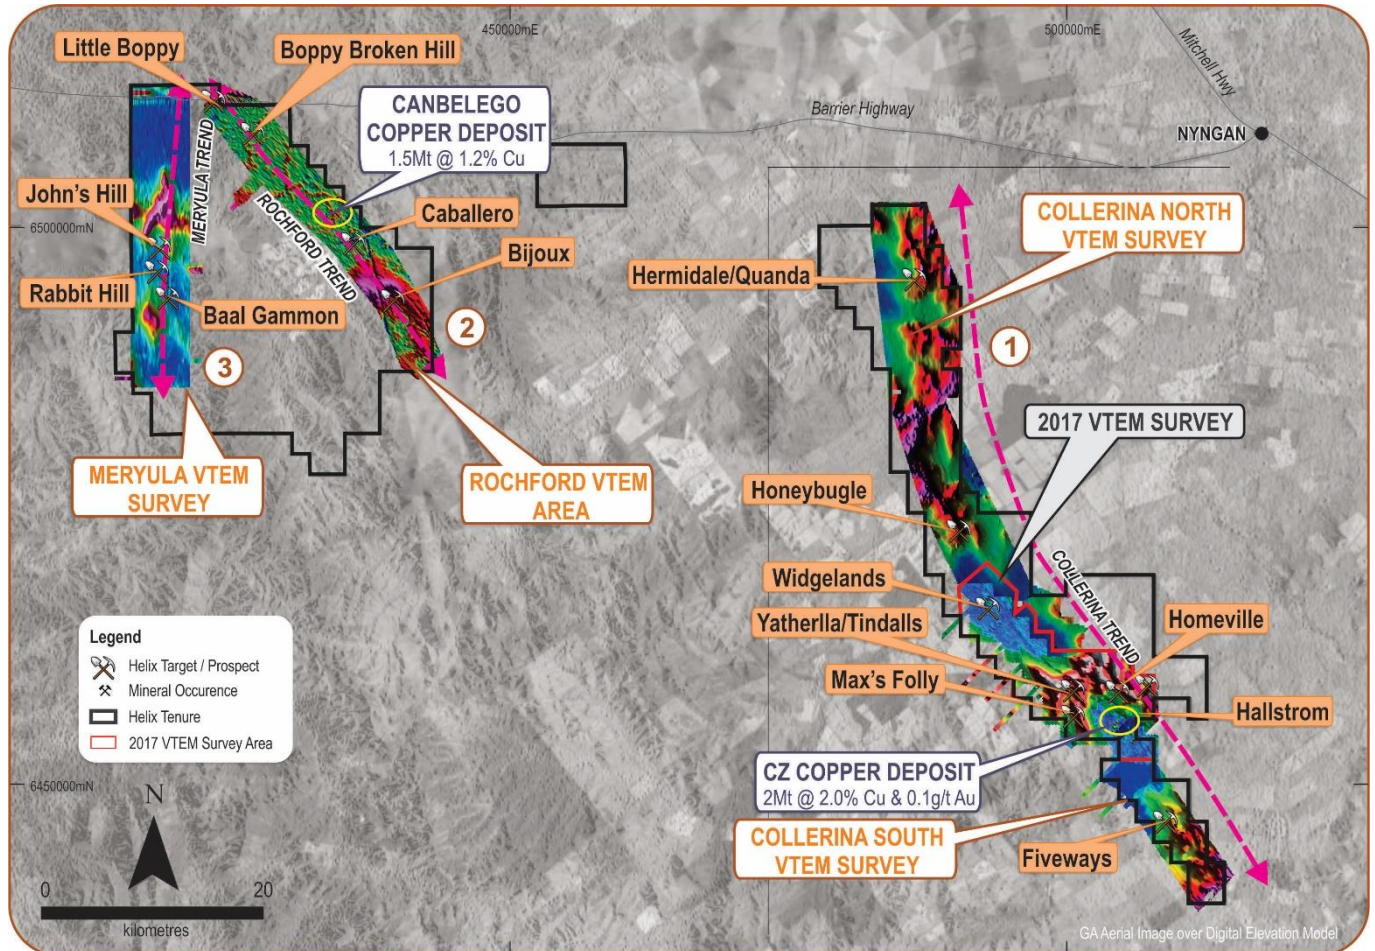 450000mE
500000mE
Little Boppy
Boppy Broken Hill
Mitchell Hwy
CANBELEGO
COPPER DEPOSIT
1.5Mt @ 1.2% Cu
Barrier Highway
NYNGAN
MERYULA TREND
John's Hill
ROCHFORD TREND
Caballero
COLLERINA NORTH
VTEM SURVEY
6500000mN
Bijoux
Hermidale/Quanda
Rabbit Hill
Baal Gammon
2
1
3
2017 VTEM SURVEY
MERYULA VTEM
SURVEY
ROCHFORD VTEM
AREA
Honeybugle
COLLERINA TREND
Widgelands
Yatherlla/Tindalls
Homeville
Max's Folly
Hallstrom
Legend
Helix Target / Prospect
Mineral Occurence
Helix Tenure
2017 VTEM Survey Area
CZ COPPER DEPOSIT
2Mt @ 2.0% Cu & 0.1g/t Au
6450000mN
N
COLLERINA SOUTH
VTEM SURVEY
Fiveways
0
20
kilometres
GA Aerial Image over Digital Elevation Model